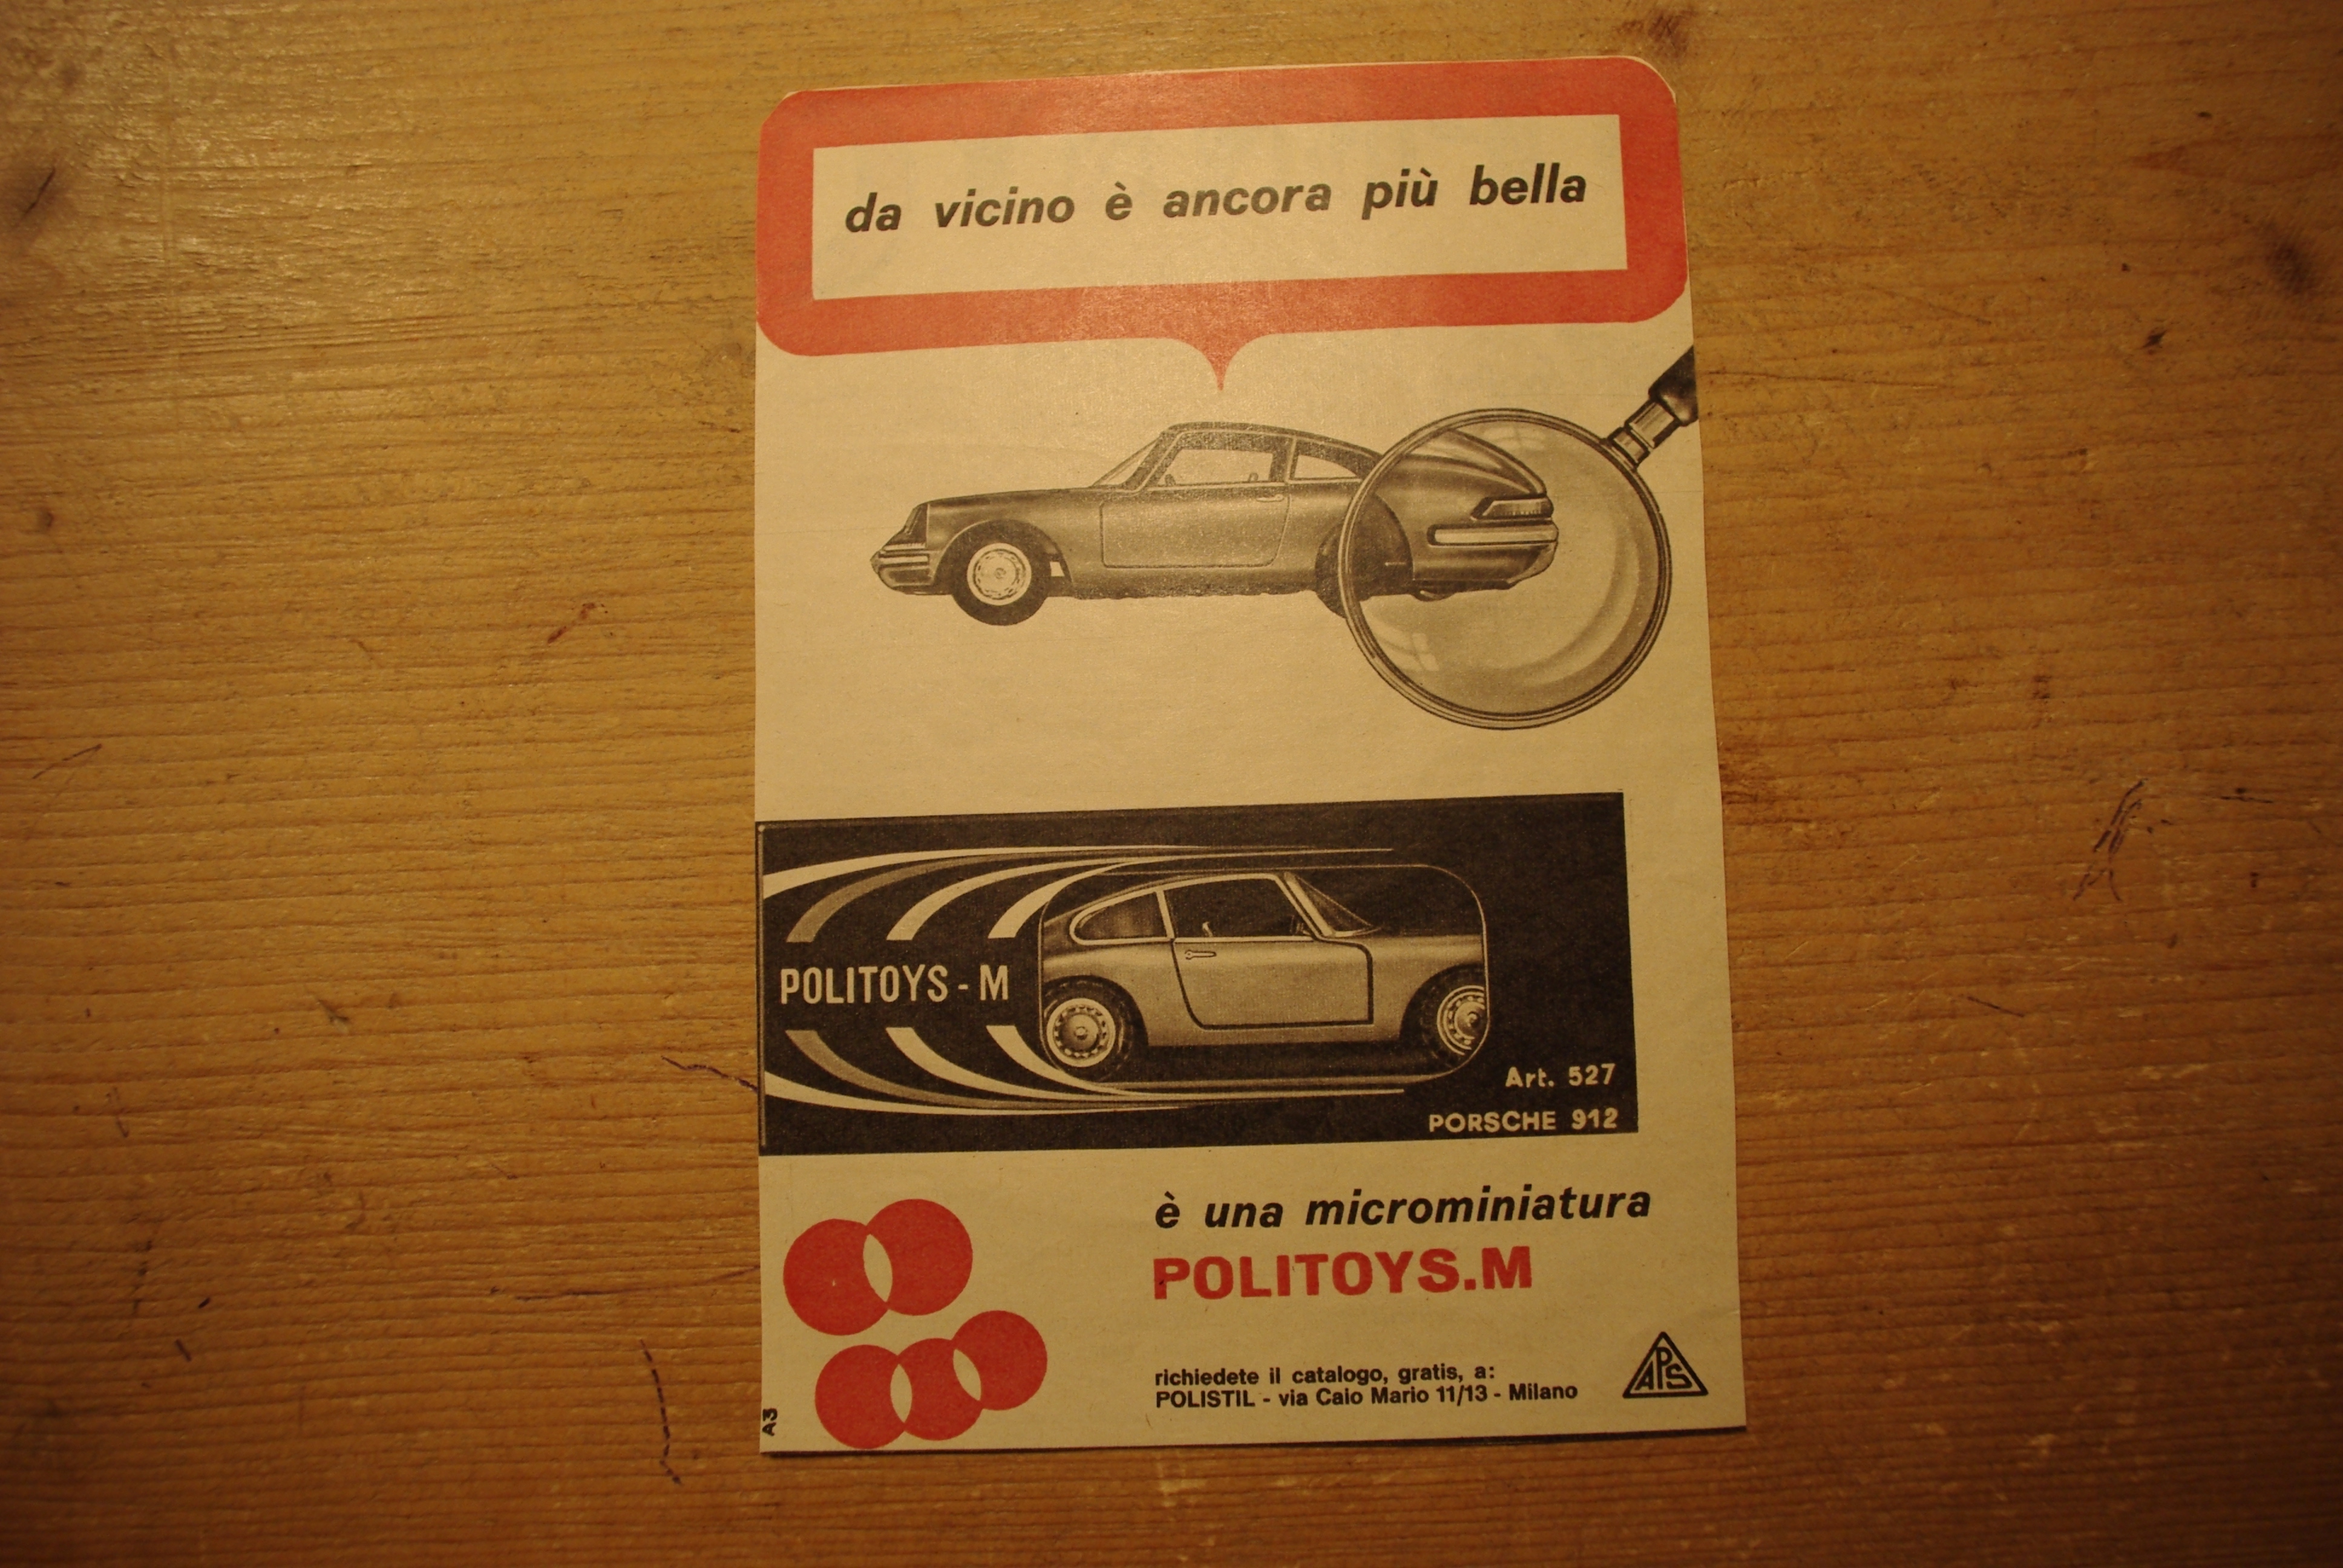 da vicino è ancora più bella
POLITOYS - M
Art. 527
PORSCHE 912
è una microminiatura
POLITOYS.M
richiedete il catalogo, gratis, a:
POLISTIL - via Caio Mario 11/13 - Milano
APS
A3